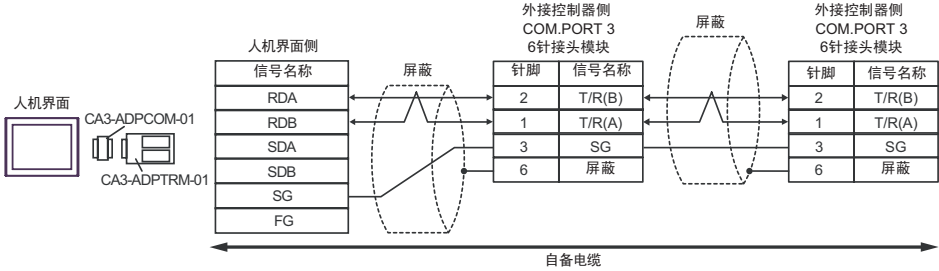 人机界面
CA3-ADPCOM-01
CA3-ADPTRM-01
人机界面侧
信号名称
RDA
RDB
SDA
SDB
SG
FG
屏蔽
外接控制器侧
COM.PORT 3
6针接头模块
针脚 信号名称
2 T/R(B)
1 T/R(A)
3 SG
6 屏蔽
屏蔽
外接控制器侧
COM.PORT 3
6针接头模块
针脚 信号名称
2 T/R(B)
1 T/R(A)
3 SG
6 屏蔽
自备电缆